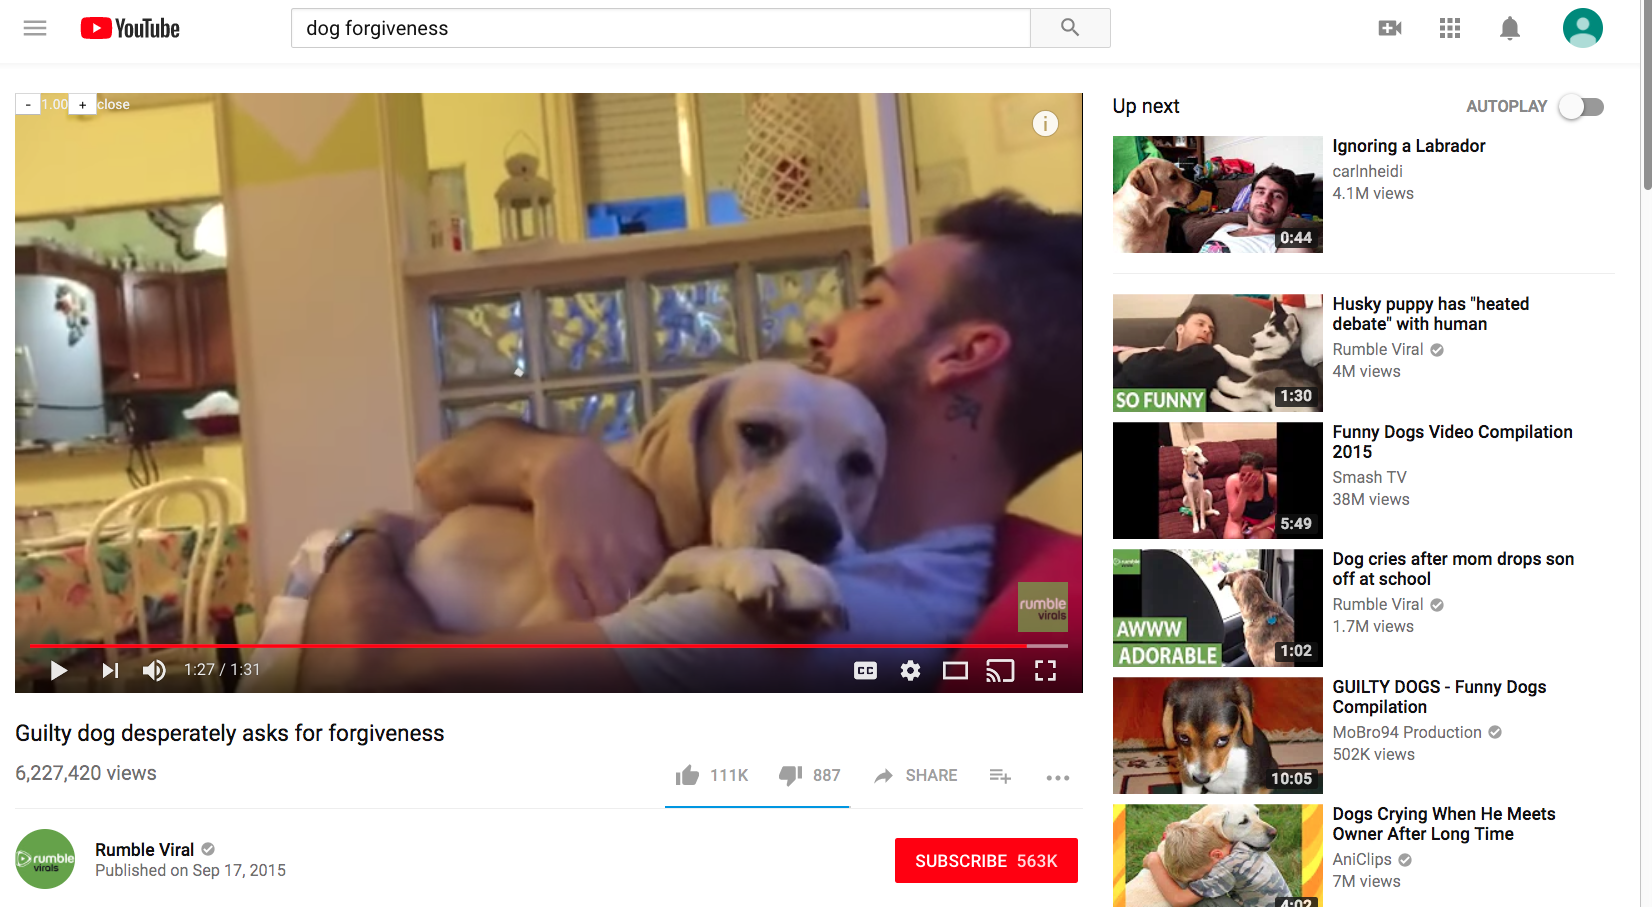 YouTube
dog forgiveness
- 1.00 + close
i
rumble
virals
1:27 / 1:31
CC
Guilty dog desperately asks for forgiveness
6,227,420 views
111K
887
SHARE
Rumble Viral
Published on Sep 17, 2015
rumble
virals
SUBSCRIBE 563K
Up next
AUTOPLAY
Ignoring a Labrador
carlnheidi
4.1M views
0:44
Husky puppy has "heated
debate" with human
Rumble Viral
4M views
SO FUNNY
1:30
Funny Dogs Video Compilation
2015
Smash TV
38M views
5:49
Dog cries after mom drops son
off at school
Rumble Viral
1.7M views
rumble
AWWW
ADORABLE
1:02
GUILTY DOGS - Funny Dogs
Compilation
MoBro94 Production
502K views
10:05
Dogs Crying When He Meets
Owner After Long Time
AniClips
7M views
4:02